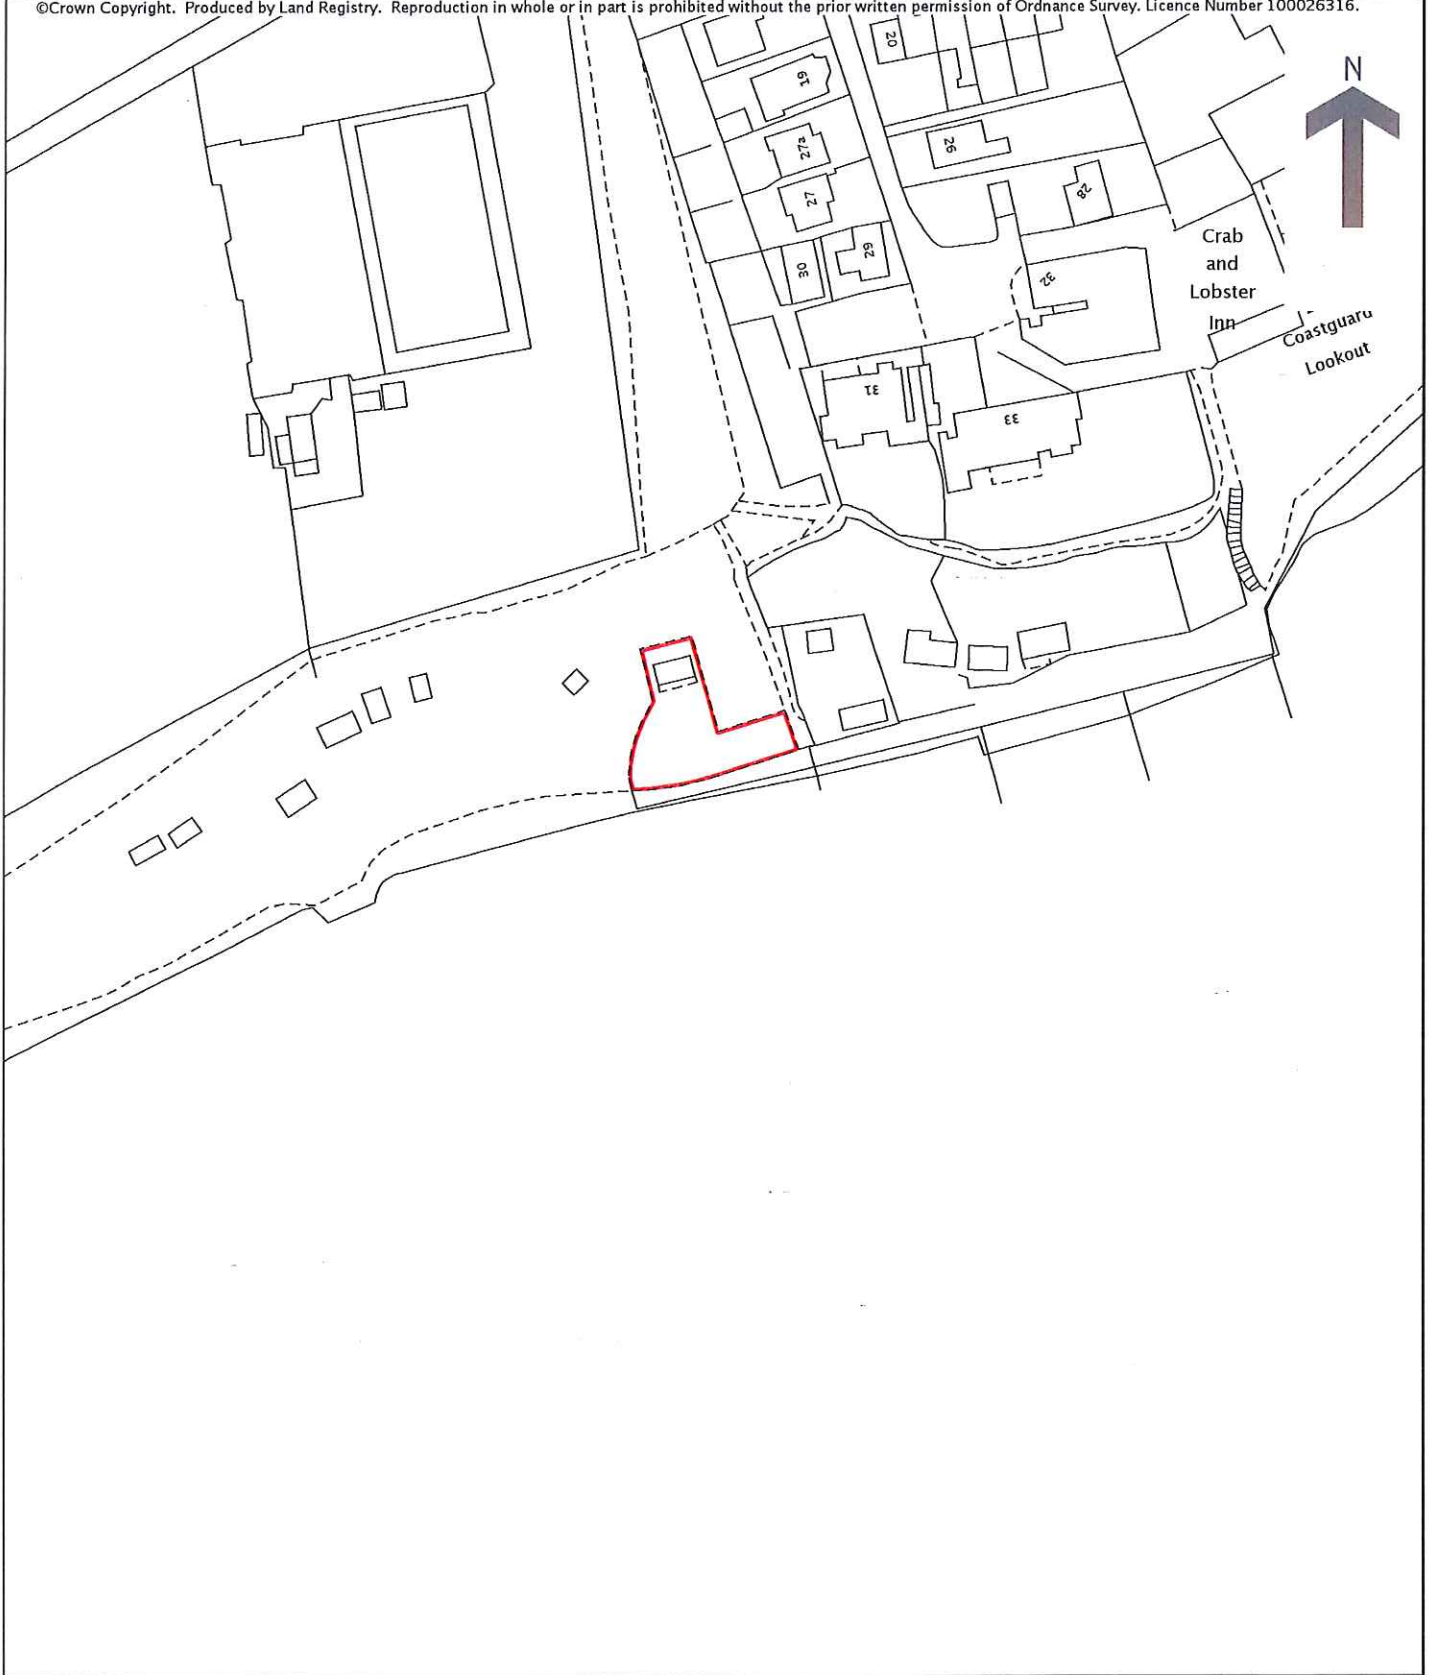 ©Crown Copyright. Produced by Land Registry. Reproduction in whole or in part is prohibited without the prior written permission of Ordnance Survey. Licence Number 100026316.
20
N
19
27a
26
27
28
Crab
and
Lobster
Inn
29
30
32
Coastguard
Lookout
31
33